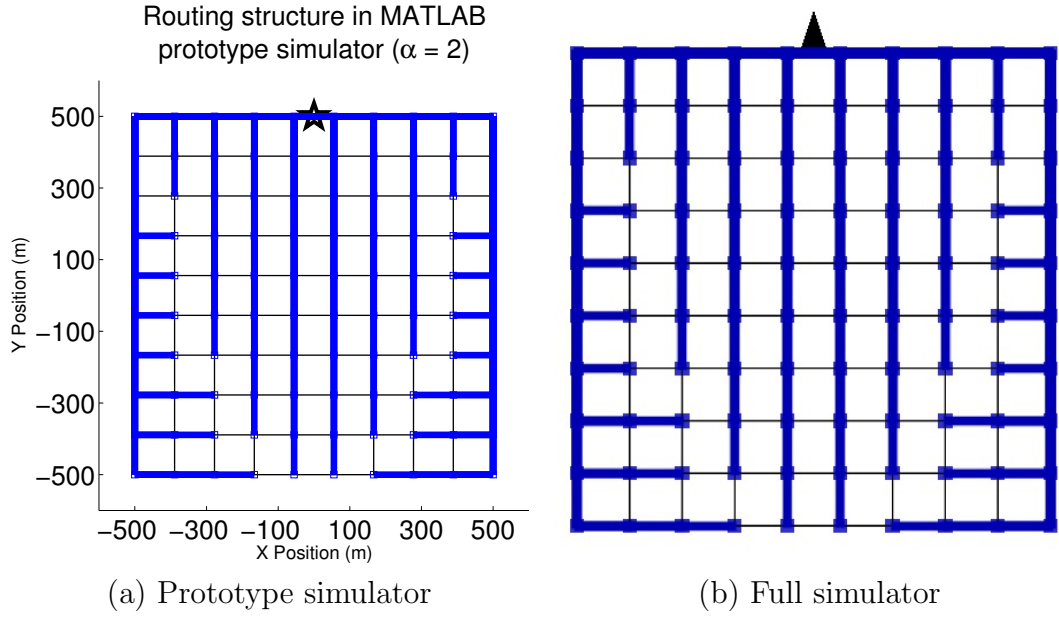 Routing structure in MATLAB
prototype simulator (α = 2)
500
300
100
−100
−300
−500
Y Position (m)
−500 −300 −100 100 300 500
X Position (m)
(a) Prototype simulator
(b) Full simulator